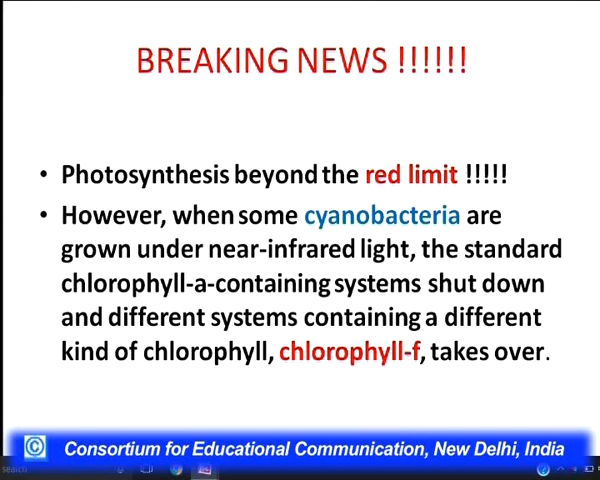 BREAKING NEWS !!!!!!
• Photosynthesis beyond the red limit !!!!!
• However, when some cyanobacteria are
grown under near-infrared light, the standard
chlorophyll-a-containing systems shut down
and different systems containing a different
kind of chlorophyll, chlorophyll-f, takes over.
© Consortium for Educational Communication, New Delhi, India
search